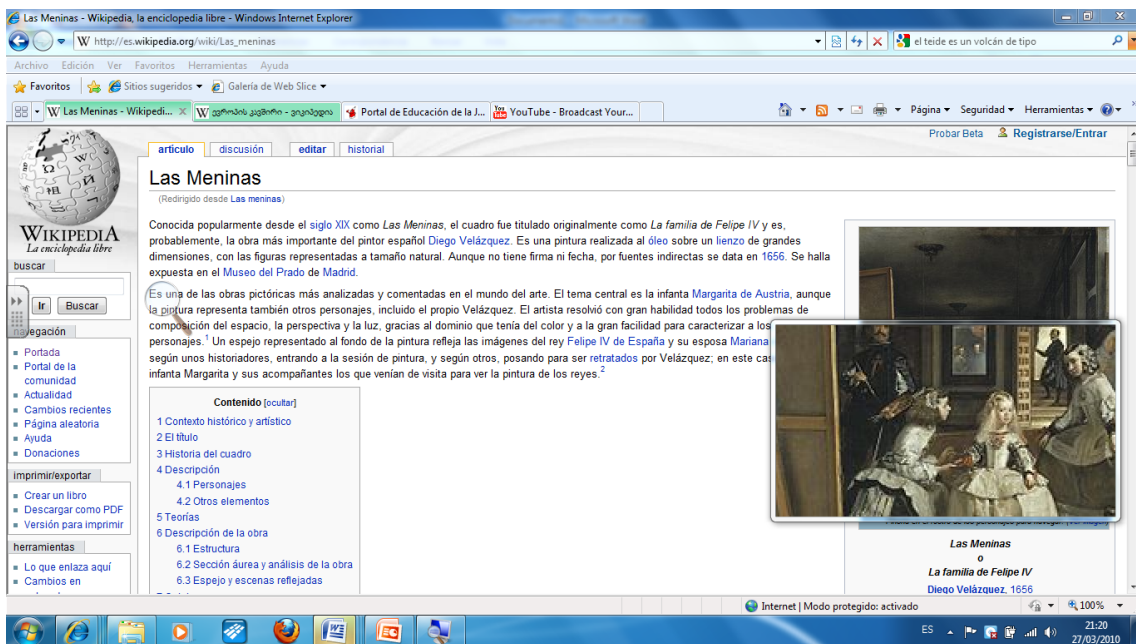 Las Meninas - Wikipedia, la enciclopedia libre - Windows Internet Explorer
http://es.wikipedia.org/wiki/Las_meninas
el teide es un volcán de tipo
Archivo Edición Ver Favoritos Herramientas Ayuda
Favoritos Sitios sugeridos Galería de Web Slice
Las Meninas - Wikipedi... ევროპის კავშირი - ვიკიპედია Portal de Educación de la J... YouTube - Broadcast Your... Página Seguridad Herramientas
Probar Beta Registrarse/Entrar
artículo discusión editar historial
Las Meninas
(Redirigido desde Las meninas)
WIKIPEDIA
La enciclopedia libre
buscar
Ir Buscar
navegación
Portada
Portal de la
comunidad
Actualidad
Cambios recientes
Página aleatoria
Ayuda
Donaciones
imprimir/exportar
Crear un libro
Descargar como PDF
Versión para imprimir
herramientas
Lo que enlaza aquí
Cambios en
Conocida popularmente desde el siglo XIX como Las Meninas, el cuadro fue titulado originalmente como La familia de Felipe IV y es,
probablemente, la obra más importante del pintor español Diego Velázquez. Es una pintura realizada al óleo sobre un lienzo de grandes
dimensiones, con las figuras representadas a tamaño natural. Aunque no tiene firma ni fecha, por fuentes indirectas se data en 1656. Se halla
expuesta en el Museo del Prado de Madrid.
Es una de las obras pictóricas más analizadas y comentadas en el mundo del arte. El tema central es la infanta Margarita de Austria, aunque
la pintura representa también otros personajes, incluido el propio Velázquez. El artista resolvió con gran habilidad todos los problemas de
composición del espacio, la perspectiva y la luz, gracias al dominio que tenía del color y a la gran facilidad para caracterizar a los
personajes.1 Un espejo representado al fondo de la pintura refleja las imágenes del rey Felipe IV de España y su esposa Mariana
según unos historiadores, entrando a la sesión de pintura, y según otros, posando para ser retratados por Velázquez; en este
infanta Margarita y sus acompañantes los que venían de visita para ver la pintura de los reyes.2
Contenido [ocultar]
1 Contexto histórico y artístico
2 El título
3 Historia del cuadro
4 Descripción
4.1 Personajes
4.2 Otros elementos
5 Teorías
6 Descripción de la obra
6.1 Estructura
6.2 Sección áurea y análisis de la obra
6.3 Espejo y escenas reflejadas
Las Meninas
o
La familia de Felipe IV
Diego Velázquez, 1656
Internet | Modo protegido: activado 100%
ES 21:20
27/03/2010